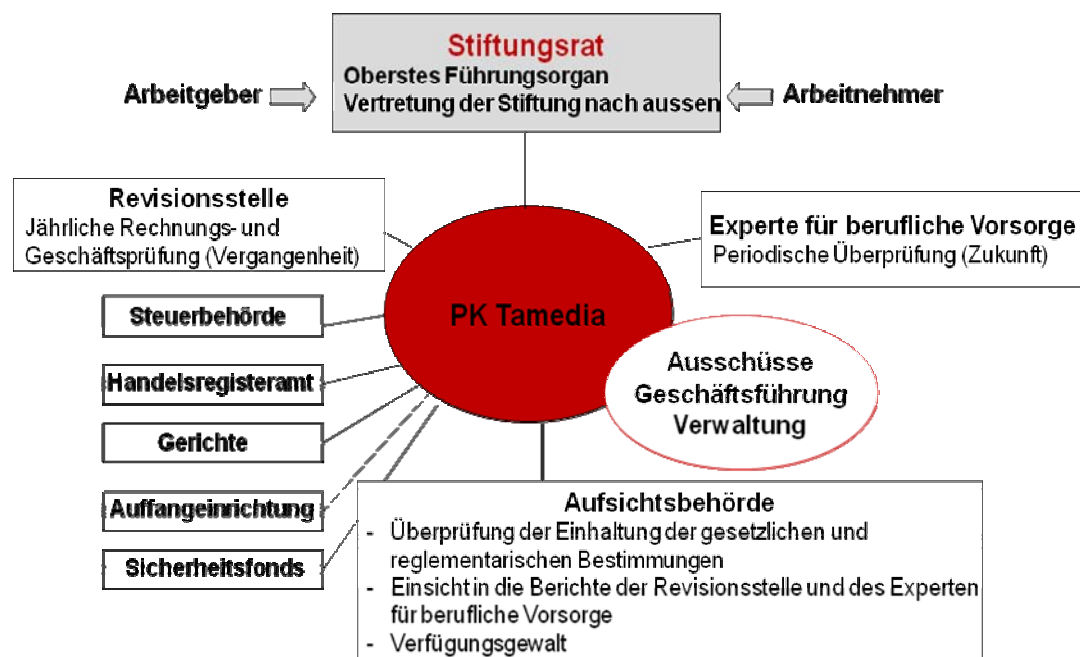 Stiftungsrat
Oberstes Führungsorgan
Vertretung der Stiftung nach aussen
Arbeitgeber
Arbeitnehmer
Revisionsstelle
Jährliche Rechnungs- und
Geschäftsprüfung (Vergangenheit)
Experte für berufliche Vorsorge
Periodische Überprüfung (Zukunft)
Steuerbehörde
Handelsregisteramt
Gerichte
Auffangeinrichtung
Sicherheitsfonds
PK Tamedia
Ausschüsse
Geschäftsführung
Verwaltung
Aufsichtsbehörde
- Überprüfung der Einhaltung der gesetzlichen und
reglementarischen Bestimmungen
- Einsicht in die Berichte der Revisionsstelle und des Experten
für berufliche Vorsorge
- Verfügungsgewalt